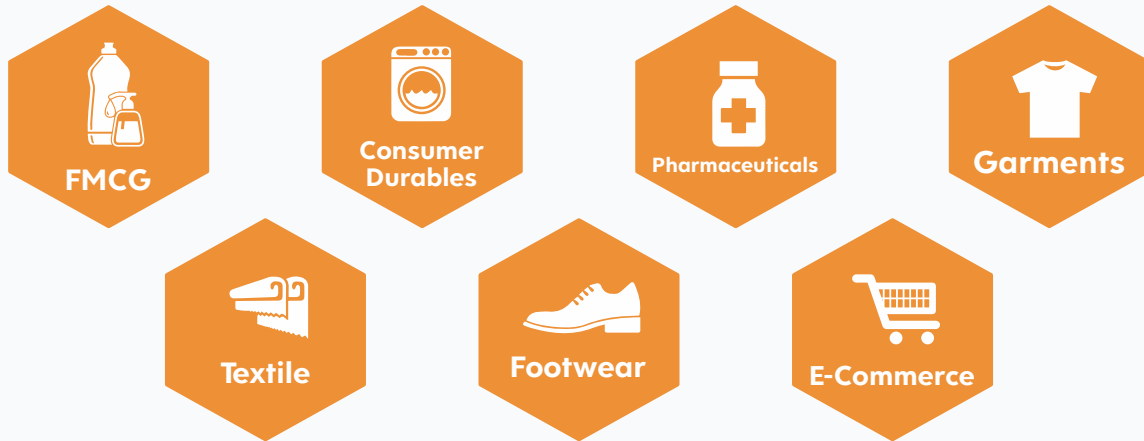 FMCG
Consumer
Durables
Pharmaceuticals
Garments
Textile
Footwear
E-Commerce